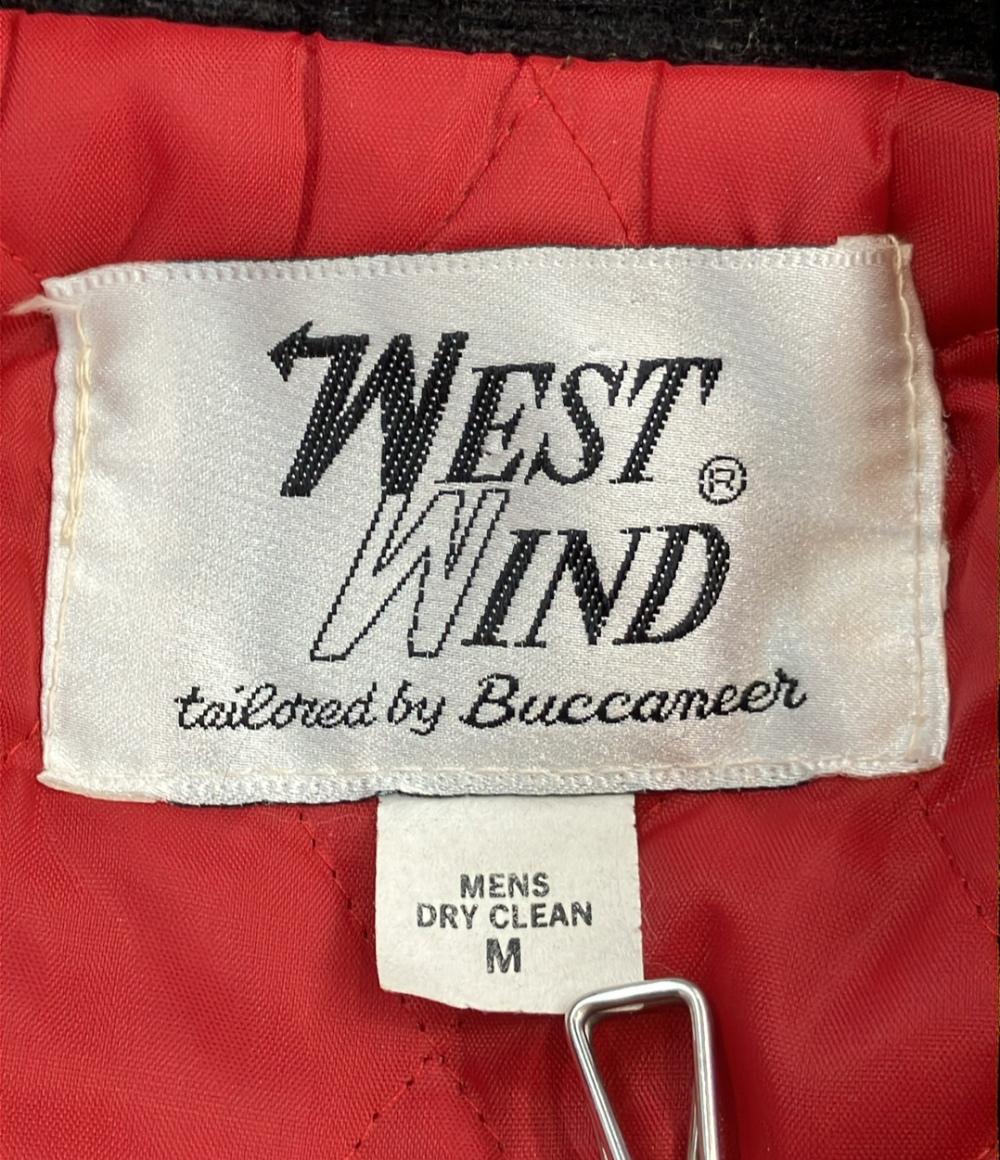 WEST
WIND ®
tailored by Buccaneer
MENS
DRY CLEAN
M